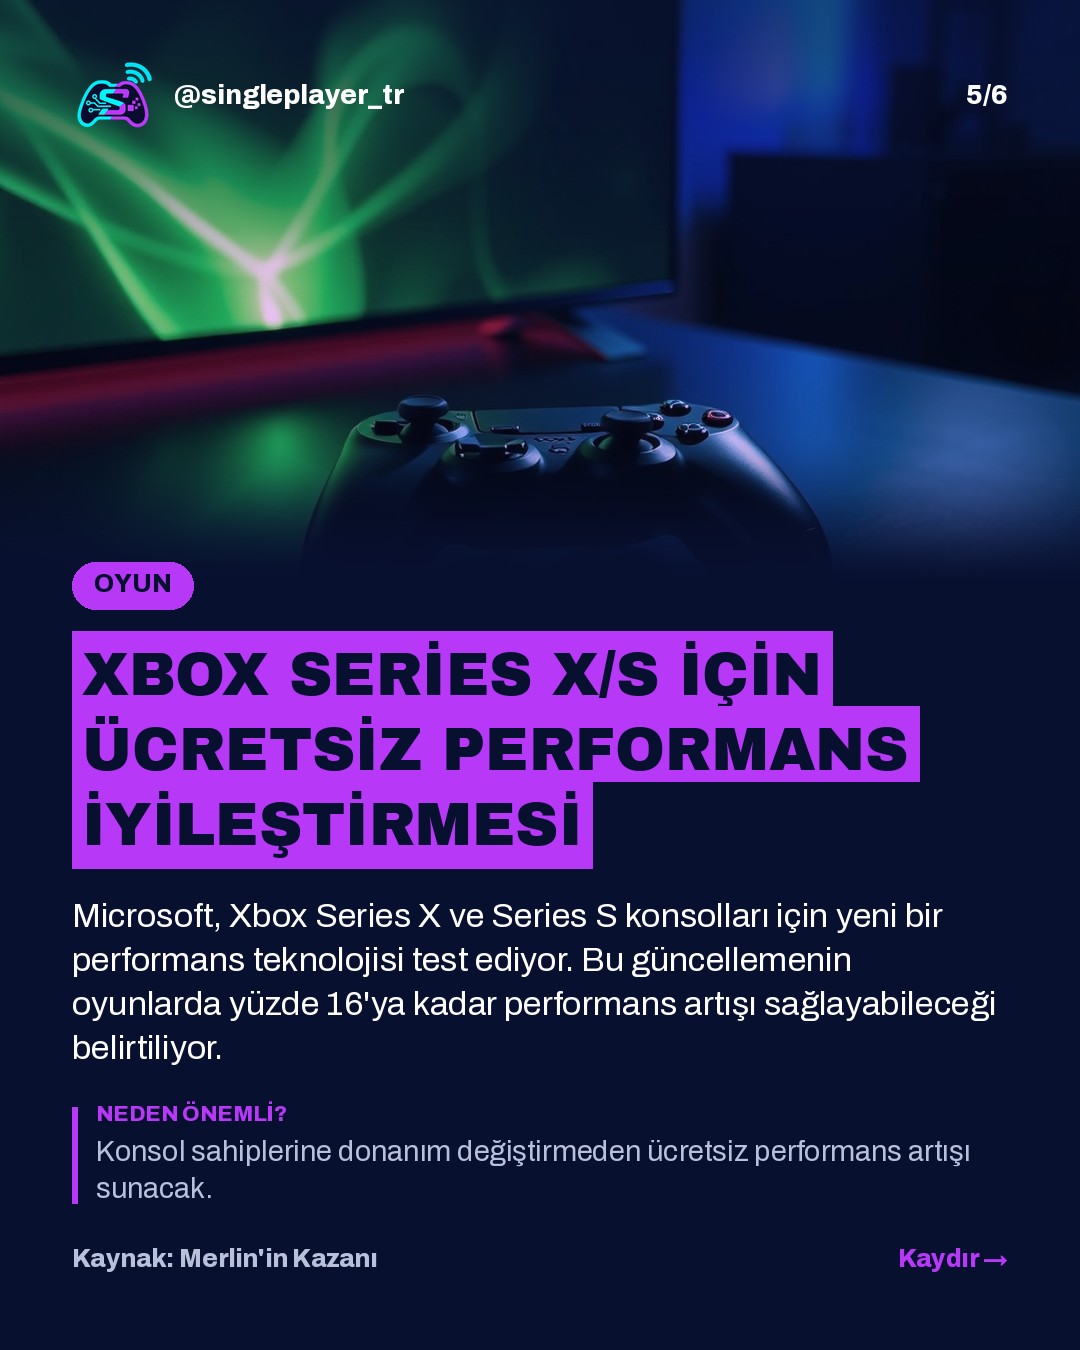 @singleplayer_tr
5/6
OYUN
XBOX SERİES X/S İÇİN
ÜCRETSİZ PERFORMANS
İYİLEŞTİRMESİ
Microsoft, Xbox Series X ve Series S konsolları için yeni bir
performans teknolojisi test ediyor. Bu güncellemenin
oyunlarda yüzde 16'ya kadar performans artışı sağlayabileceği
belirtiliyor.
NEDEN ÖNEMLİ?
Konsol sahiplerine donanım değiştirmeden ücretsiz performans artışı
sunacak.
Kaynak: Merlin'in Kazanı
Kaydır→